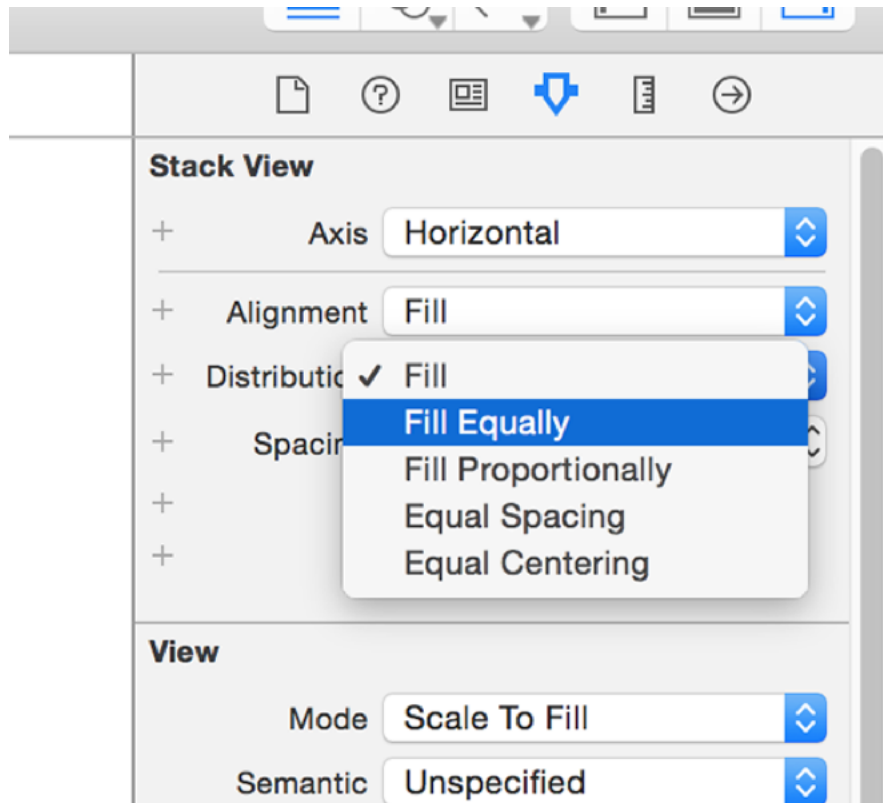 Stack View
Axis Horizontal
Alignment Fill
Distributio ✓ Fill
Fill Equally
Spacin
Fill Proportionally
Equal Spacing
Equal Centering
View
Mode Scale To Fill
Semantic Unspecified